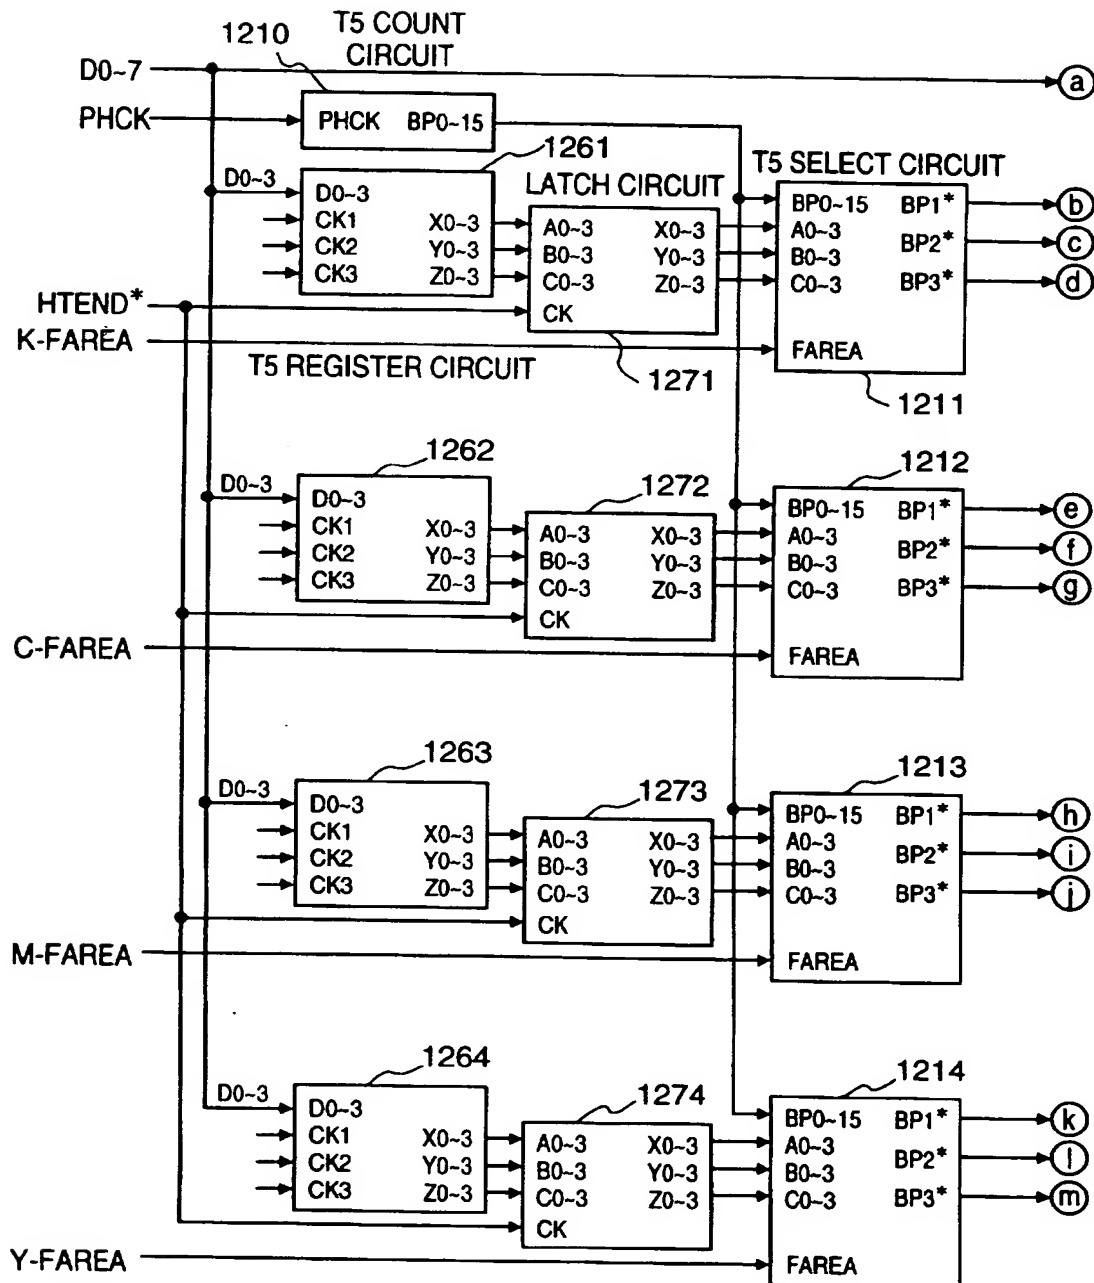 T5 COUNT
CIRCUIT
1210
D0~7
a
PHCK
PHCK BP0~15
1261
D0~3
LATCH CIRCUIT
T5 SELECT CIRCUIT
D0~3
CK1 X0~3
CK2 Y0~3
CK3 Z0~3
A0~3 X0~3
B0~3 Y0~3
C0~3 Z0~3
CK
BP0~15 BP1*
A0~3
B0~3 BP2*
C0~3 BP3*
FAREA
b
c
d
HTEND*
K-FAREA
T5 REGISTER CIRCUIT
1271
1211
1262
1272
1212
D0~3
D0~3
CK1 X0~3
CK2 Y0~3
CK3 Z0~3
A0~3 X0~3
B0~3 Y0~3
C0~3 Z0~3
CK
BP0~15 BP1*
A0~3
B0~3 BP2*
C0~3 BP3*
FAREA
e
f
g
C-FAREA
1263
1273
1213
D0~3
D0~3
CK1 X0~3
CK2 Y0~3
CK3 Z0~3
A0~3 X0~3
B0~3 Y0~3
C0~3 Z0~3
CK
BP0~15 BP1*
A0~3
B0~3 BP2*
C0~3 BP3*
FAREA
h
i
j
M-FAREA
1264
1274
1214
D0~3
D0~3
CK1 X0~3
CK2 Y0~3
CK3 Z0~3
A0~3 X0~3
B0~3 Y0~3
C0~3 Z0~3
CK
BP0~15 BP1*
A0~3
B0~3 BP2*
C0~3 BP3*
FAREA
k
l
m
Y-FAREA